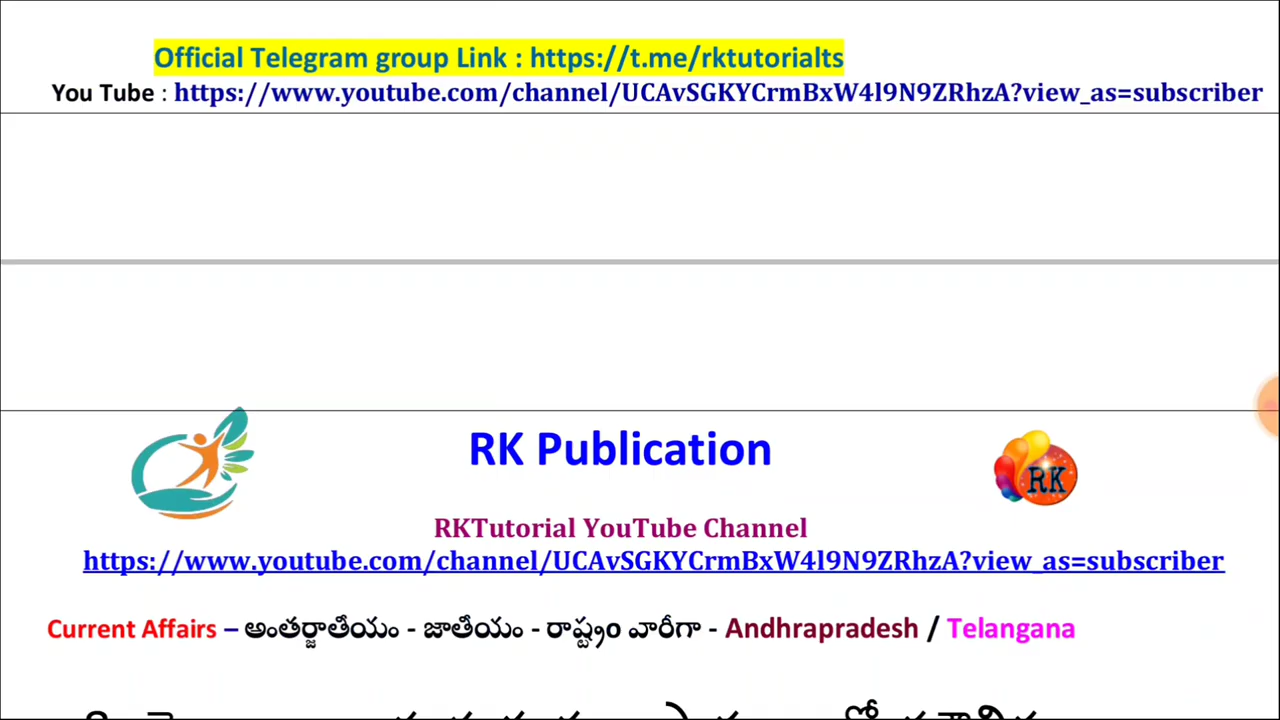 Official Telegram group Link : https://t.me/rktutorialts
You Tube : https://www.youtube.com/channel/UCAvSGKYCrmBxW4l9N9ZRhzA?view_as=subscriber
RK Publication
RK
RKTutorial YouTube Channel
https://www.youtube.com/channel/UCAvSGKYCrmBxW4l9N9ZRhzA?view_as=subscriber
Current Affairs – అంతర్జాతీయం - జాతీయం - రాష్ట్రం వారీగా - Andhrapradesh / Telangana